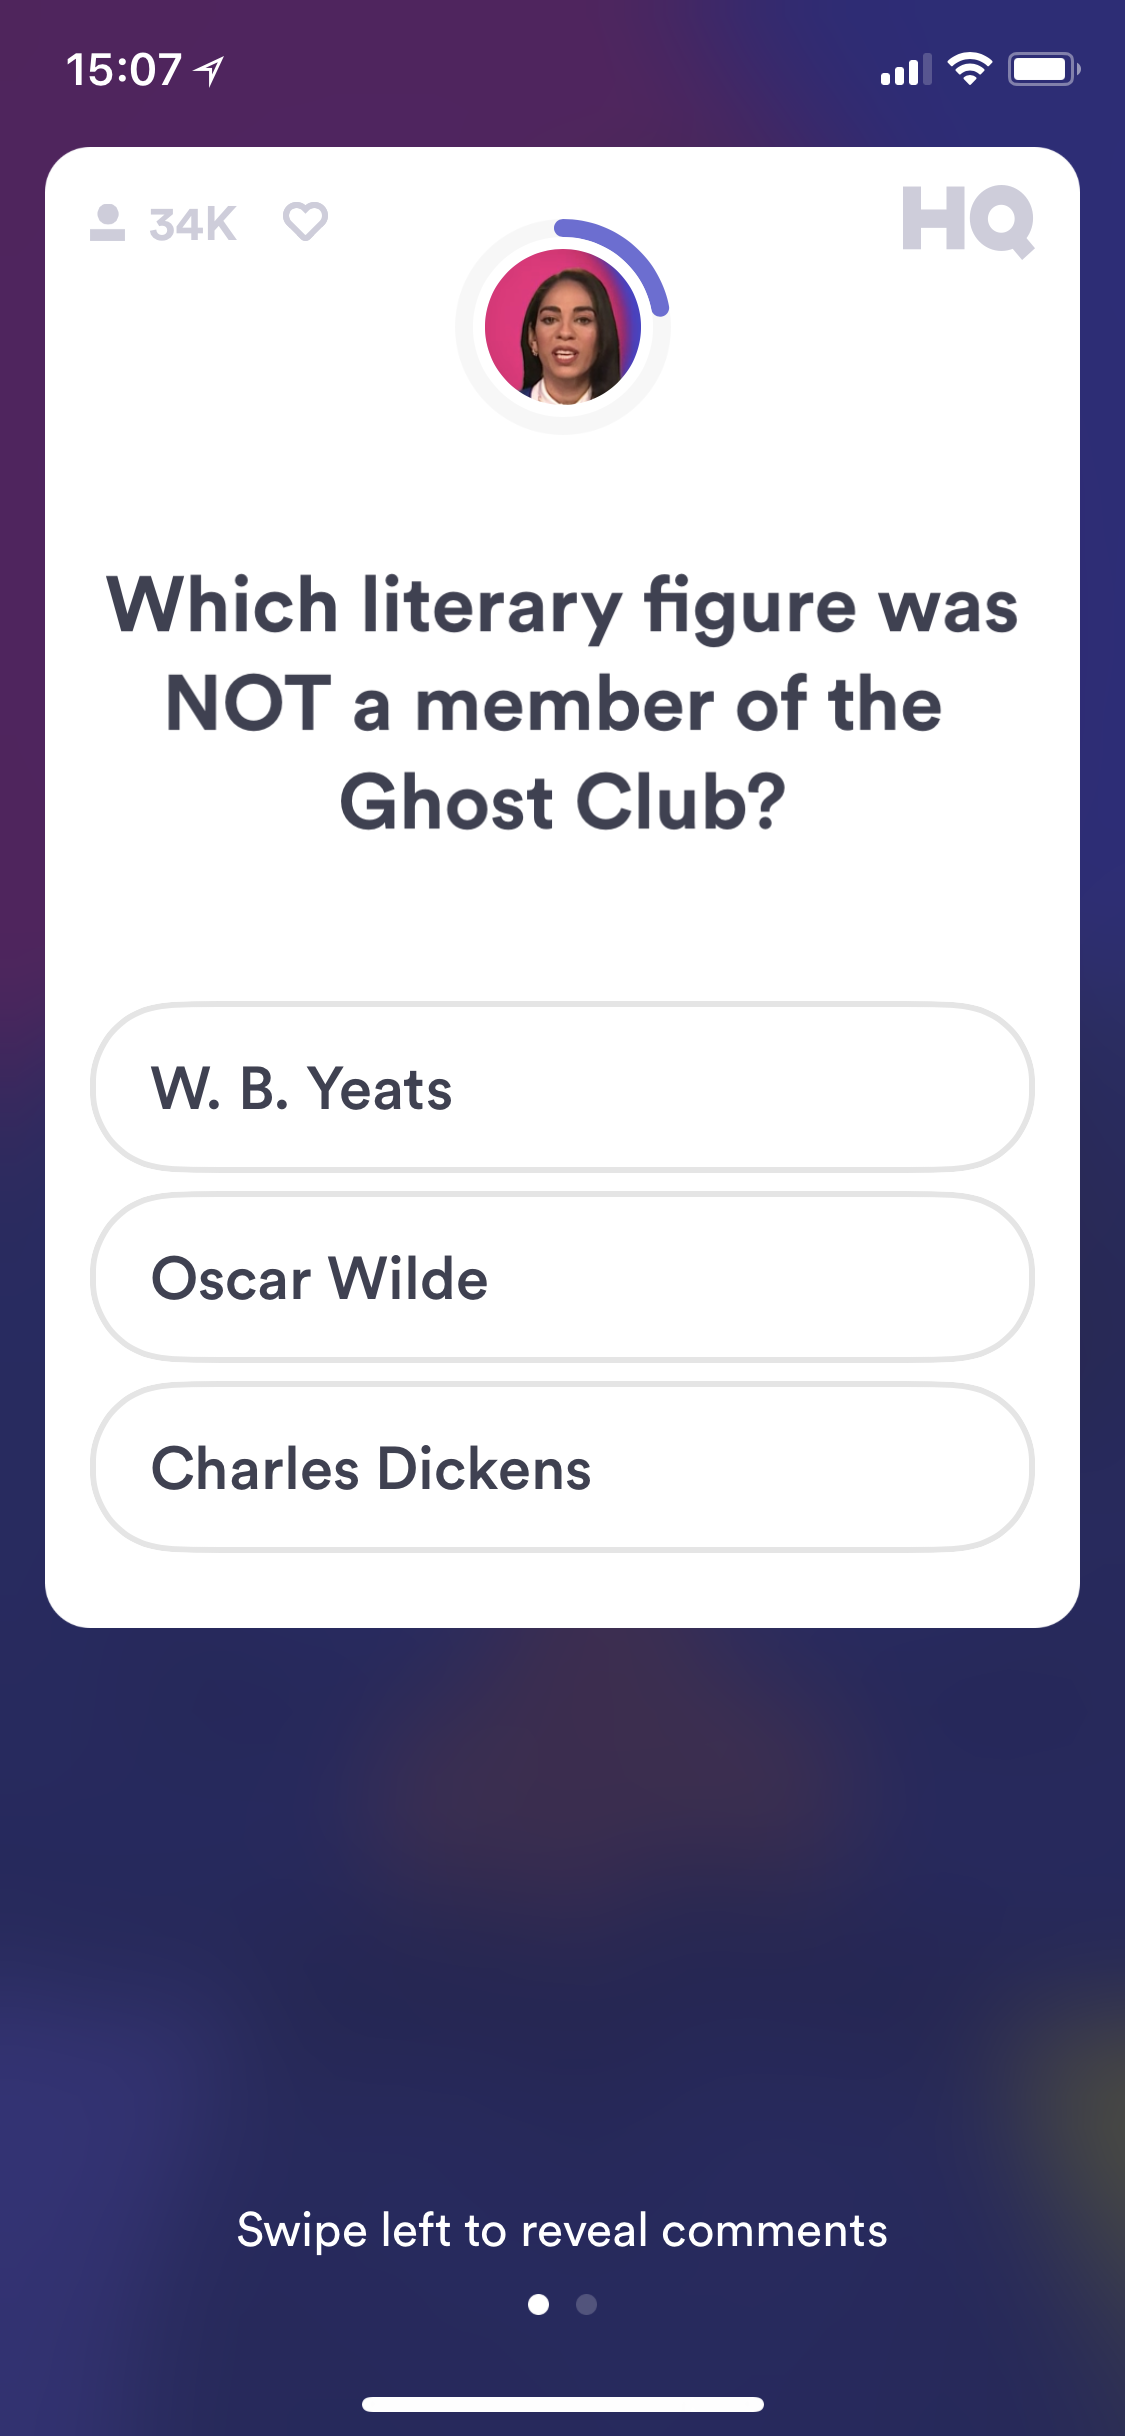 15:07
34K
HQ
Which literary figure was
NOT a member of the
Ghost Club?
W. B. Yeats
Oscar Wilde
Charles Dickens
Swipe left to reveal comments